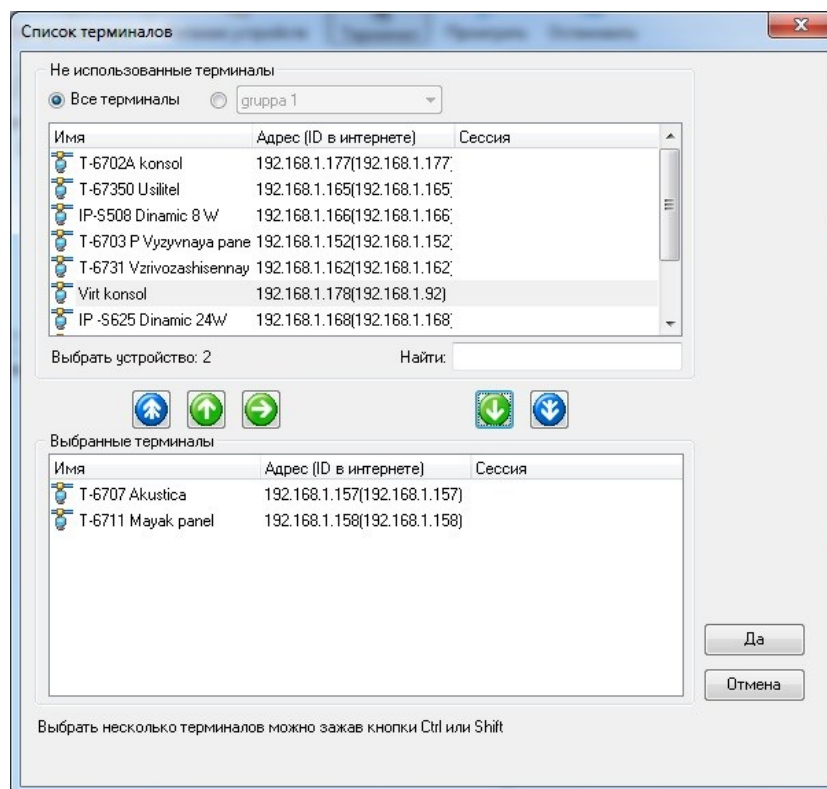 Список терминалов
Терминал
Проверить
Остановить
Не использованные терминалы
Все терминалы gruppa 1
Имя Адрес (ID в интернете) Сессия
T-6702A konsol 192.168.1.177(192.168.1.177)
T-67350 Usilitel 192.168.1.165(192.168.1.165)
IP-S508 Dinamic 8 W 192.168.1.166(192.168.1.166)
T-6703 P Vyzyvnaya pane 192.168.1.152(192.168.1.152)
T-6731 Vzrivozashisennay 192.168.1.162(192.168.1.162)
Virt konsol 192.168.1.178(192.168.1.92)
IP -S625 Dinamic 24W 192.168.1.168(192.168.1.168)
Выбрать устройство: 2 Найти:
Выбранные терминалы
Имя Адрес (ID в интернете) Сессия
T-6707 Akustica 192.168.1.157(192.168.1.157)
T-6711 Mayak panel 192.168.1.158(192.168.1.158)
Да
Отмена
Выбрать несколько терминалов можно зажав кнопки Ctrl или Shift